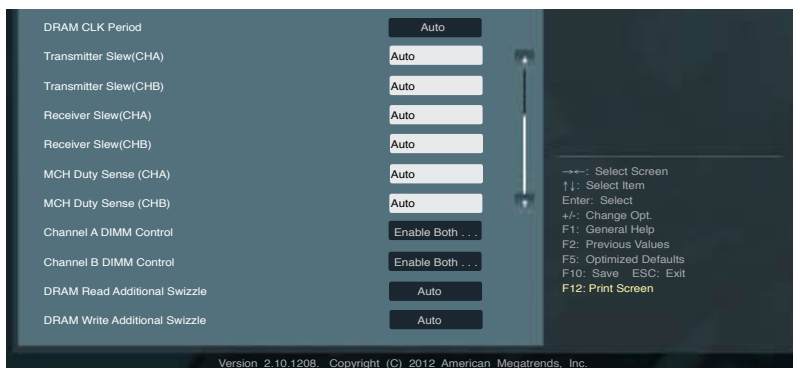 DRAM CLK Period Auto
Transmitter Slew(CHA) Auto
Transmitter Slew(CHB) Auto
Receiver Slew(CHA) Auto
Receiver Slew(CHB) Auto
MCH Duty Sense (CHA) Auto
MCH Duty Sense (CHB) Auto
Channel A DIMM Control Enable Both . . .
Channel B DIMM Control Enable Both . . .
DRAM Read Additional Swizzle Auto
DRAM Write Additional Swizzle Auto
→←: Select Screen
↑↓: Select Item
Enter: Select
+/-: Change Opt.
F1: General Help
F2: Previous Values
F5: Optimized Defaults
F10: Save ESC: Exit
F12: Print Screen
Version 2.10.1208. Copyright (C) 2012 American Megatrends, Inc.